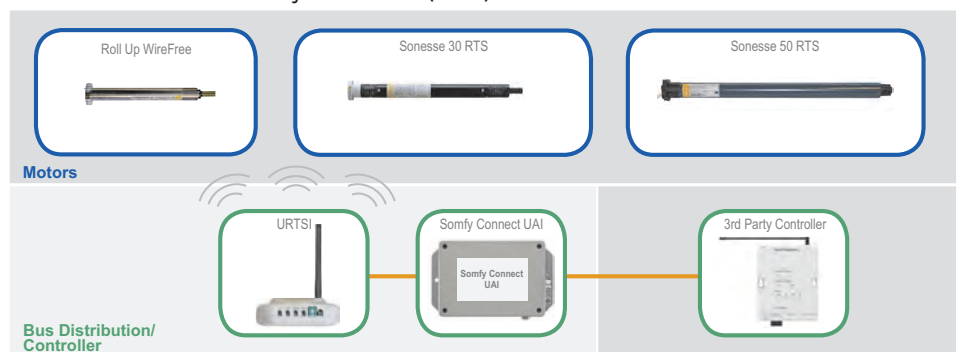 Roll Up WireFree
Sonesse 30 RTS
Sonesse 50 RTS
Motors
URTSI
Somfy Connect UAI
3rd Party Controller
Somfy Connect
UAI
Bus Distribution/
Controller